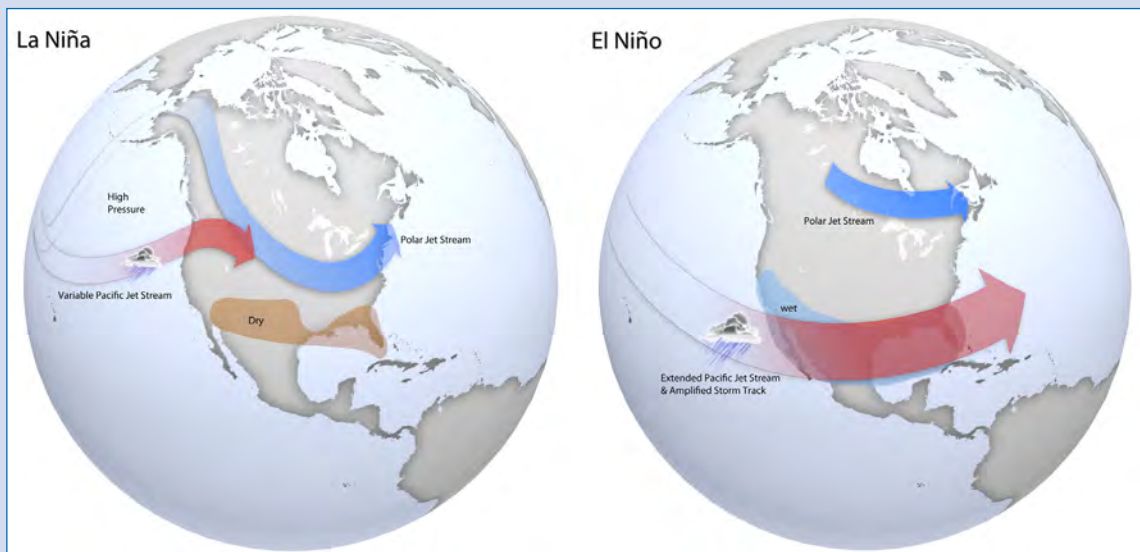 La Niña
High
Pressure
Polar Jet Stream
Variable Pacific Jet Stream
Dry
El Niño
Polar Jet Stream
wet
Extended Pacific Jet Stream
& Amplified Storm Track